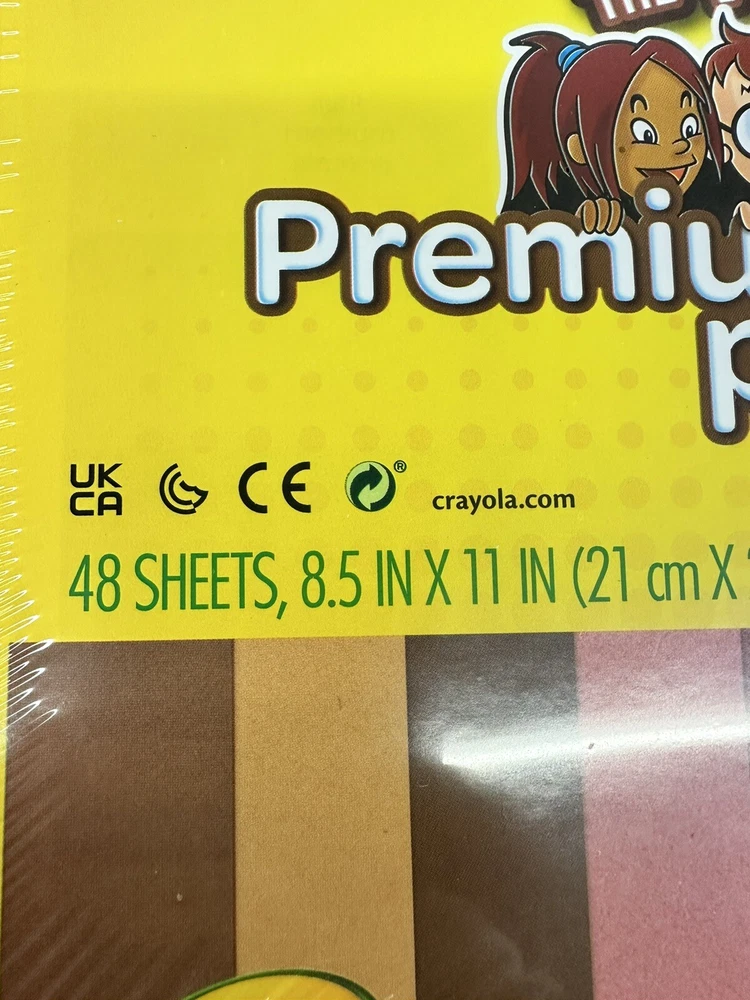 Premiu
p
UK
CA CE ® crayola.com
48 SHEETS, 8.5 IN X 11 IN (21 cm X